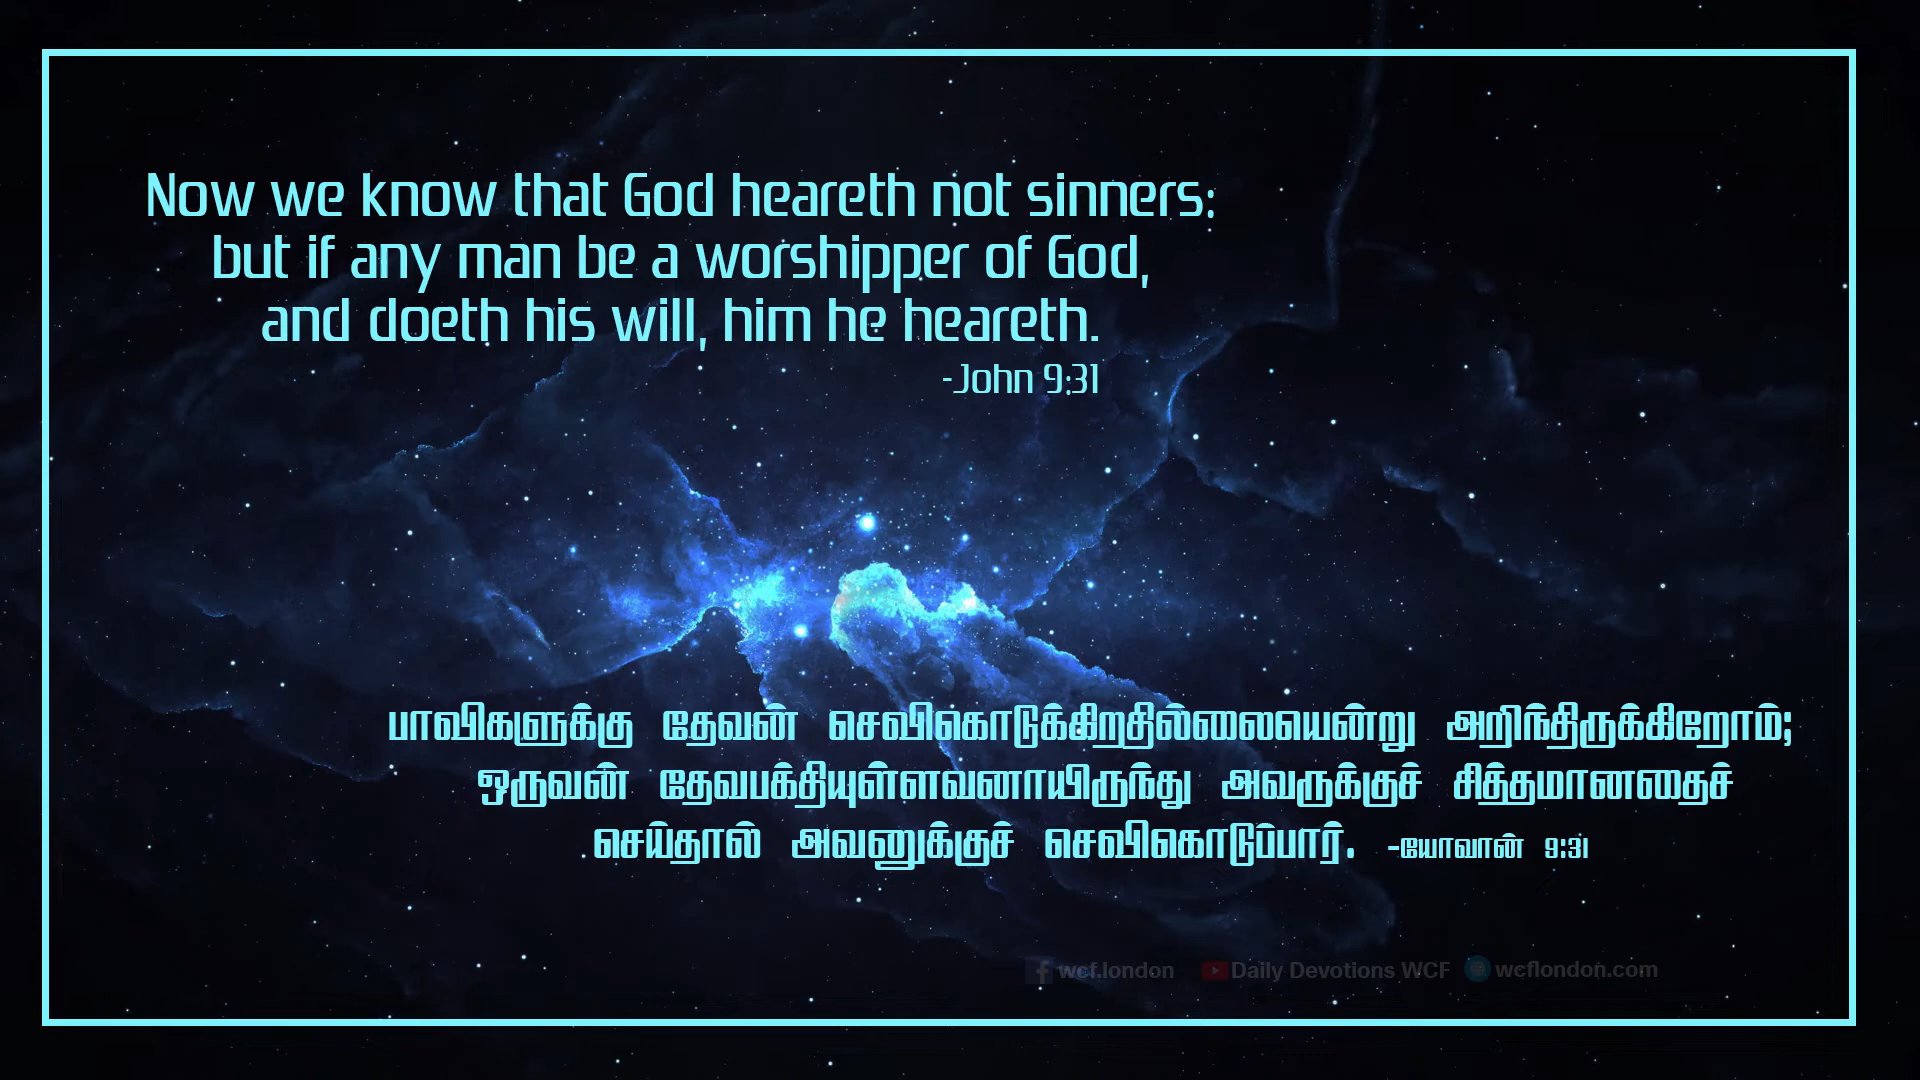 Now we know that God heareth not sinners:
but if any man be a worshipper of God,
and doeth his will, him he heareth.
-John 9:31
பாவிகளுக்கு தேவன் செவிகொடுக்கிறதில்லையென்று அறிந்திருக்கிறோம்;
ஒருவன் தேவபக்தியுள்ளவனாயிருந்து அவருக்குச் சித்தமானதைச்
செய்தால் அவனுக்குச் செவிகொடுப்பார். -யோவான் 9:31
wcf.london Daily Devotions WCF wcflondon.com